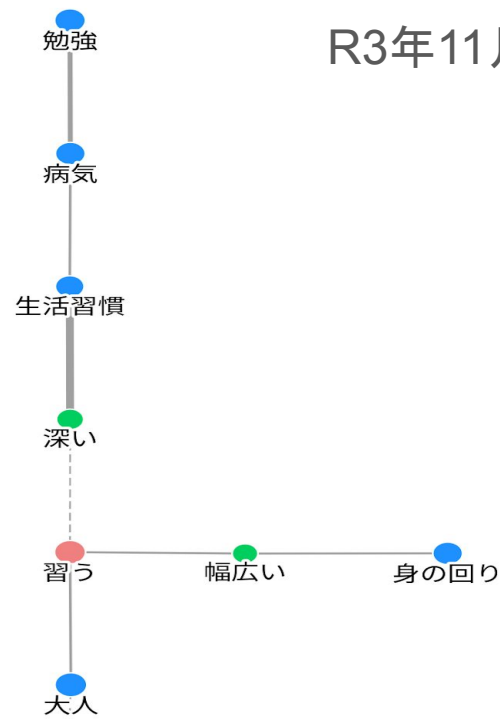 勉強
R3年11月
病気
生活習慣
深い
習う
幅広い
身の回り
大人